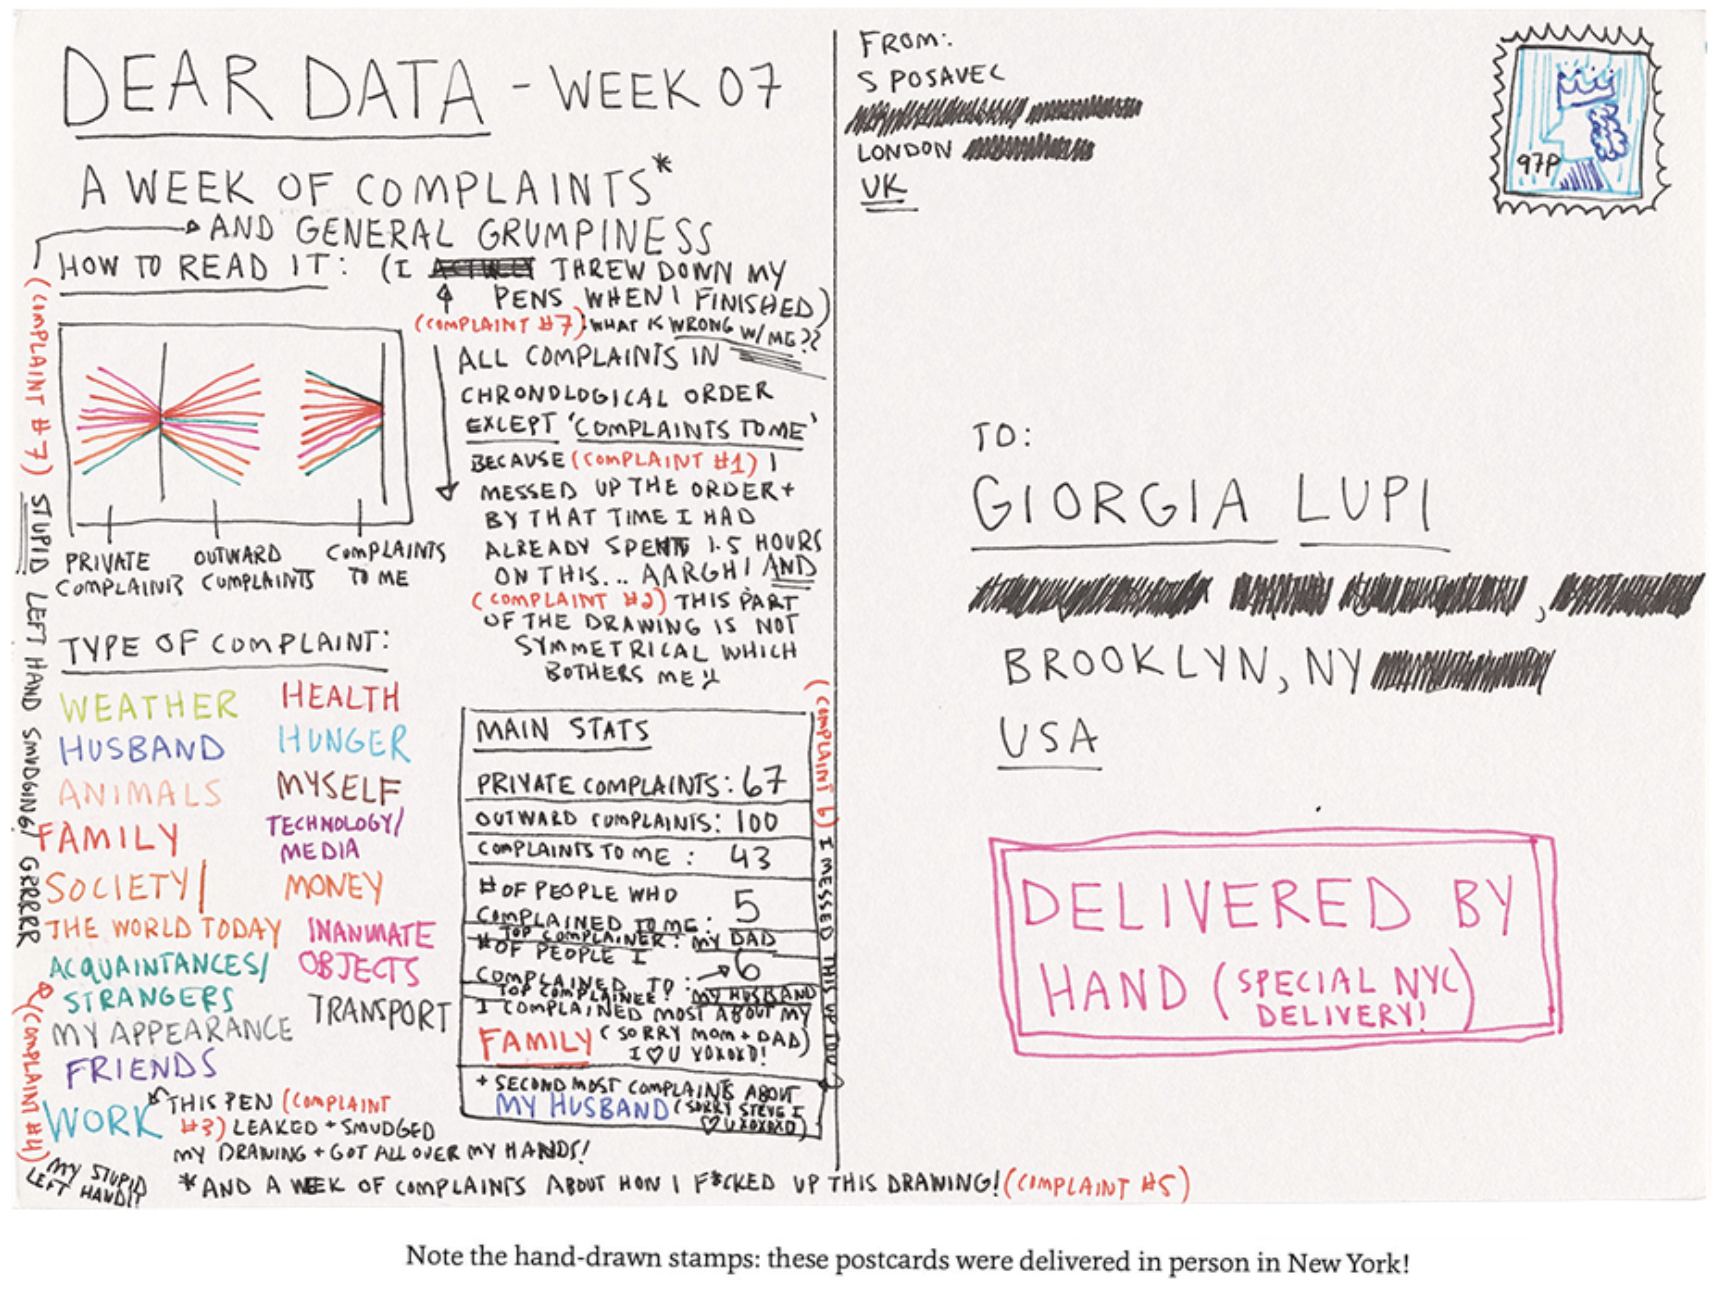 DEAR DATA - WEEK 07
A WEEK OF COMPLAINTS*
AND GENERAL GRUMPINESS
HOW TO READ IT: (I THREW DOWN MY
PENS WHEN I FINISHED)
(COMPLAINT #7): WHAT IS WRONG W/ ME??
ALL COMPLAINTS IN
CHRONOLOGICAL ORDER
EXCEPT 'COMPLAINTS TO ME'
BECAUSE (COMPLAINT #1) I
MESSED UP THE ORDER +
BY THAT TIME I HAD
ALREADY SPENT 1.5 HOURS
ON THIS... AARGH! AND
(COMPLAINT #2) THIS PART
OF THE DRAWING IS NOT
SYMMETRICAL WHICH
BOTHERS ME
PRIVATE
COMPLAINTS
OUTWARD
COMPLAINTS
COMPLAINTS
TO ME
(COMPLAINT #7) STUPID LEFT HAND SMUDGING! GRRRRR
TYPE OF COMPLAINT:
WEATHER
HUSBAND
ANIMALS
FAMILY
SOCIETY/
THE WORLD TODAY
ACQUAINTANCES/
STRANGERS
MY APPEARANCE
FRIENDS
WORK
HEALTH
HUNGER
MYSELF
TECHNOLOGY/
MEDIA
MONEY
INANIMATE
OBJECTS
TRANSPORT
THIS PEN (COMPLAINT
#3) LEAKED + SMUDGED
MY DRAWING + GOT ALL OVER MY HANDS!
(COMPLAINT #4)
MY STUPID
LEFT HAND!!
MAIN STATS
PRIVATE COMPLAINTS: 67
OUTWARD COMPLAINTS: 100
COMPLAINTS TO ME: 43
# OF PEOPLE WHO
COMPLAINED TO ME: 5
TOP COMPLAINER: MY DAD
# OF PEOPLE I
COMPLAINED TO: 6
TOP COMPLAINEE: MY HUSBAND
I COMPLAINED MOST ABOUT MY
FAMILY (SORRY MOM + DAD)
I ♡ U XOXOXO!
+ SECOND MOST COMPLAINTS ABOUT
MY HUSBAND (SORRY STEVE I
♡ U XOXOXO)
(COMPLAINT 6) I MESSED THIS UP TOO
*AND A WEEK OF COMPLAINTS ABOUT HOW I F*CKED UP THIS DRAWING! (COMPLAINT #5)
FROM:
S POSAVEC
LONDON
UK
97P
TO:
GIORGIA LUPI
BROOKLYN, NY
USA
DELIVERED BY
HAND (SPECIAL NYC
DELIVERY!)
Note the hand-drawn stamps: these postcards were delivered in person in New York!